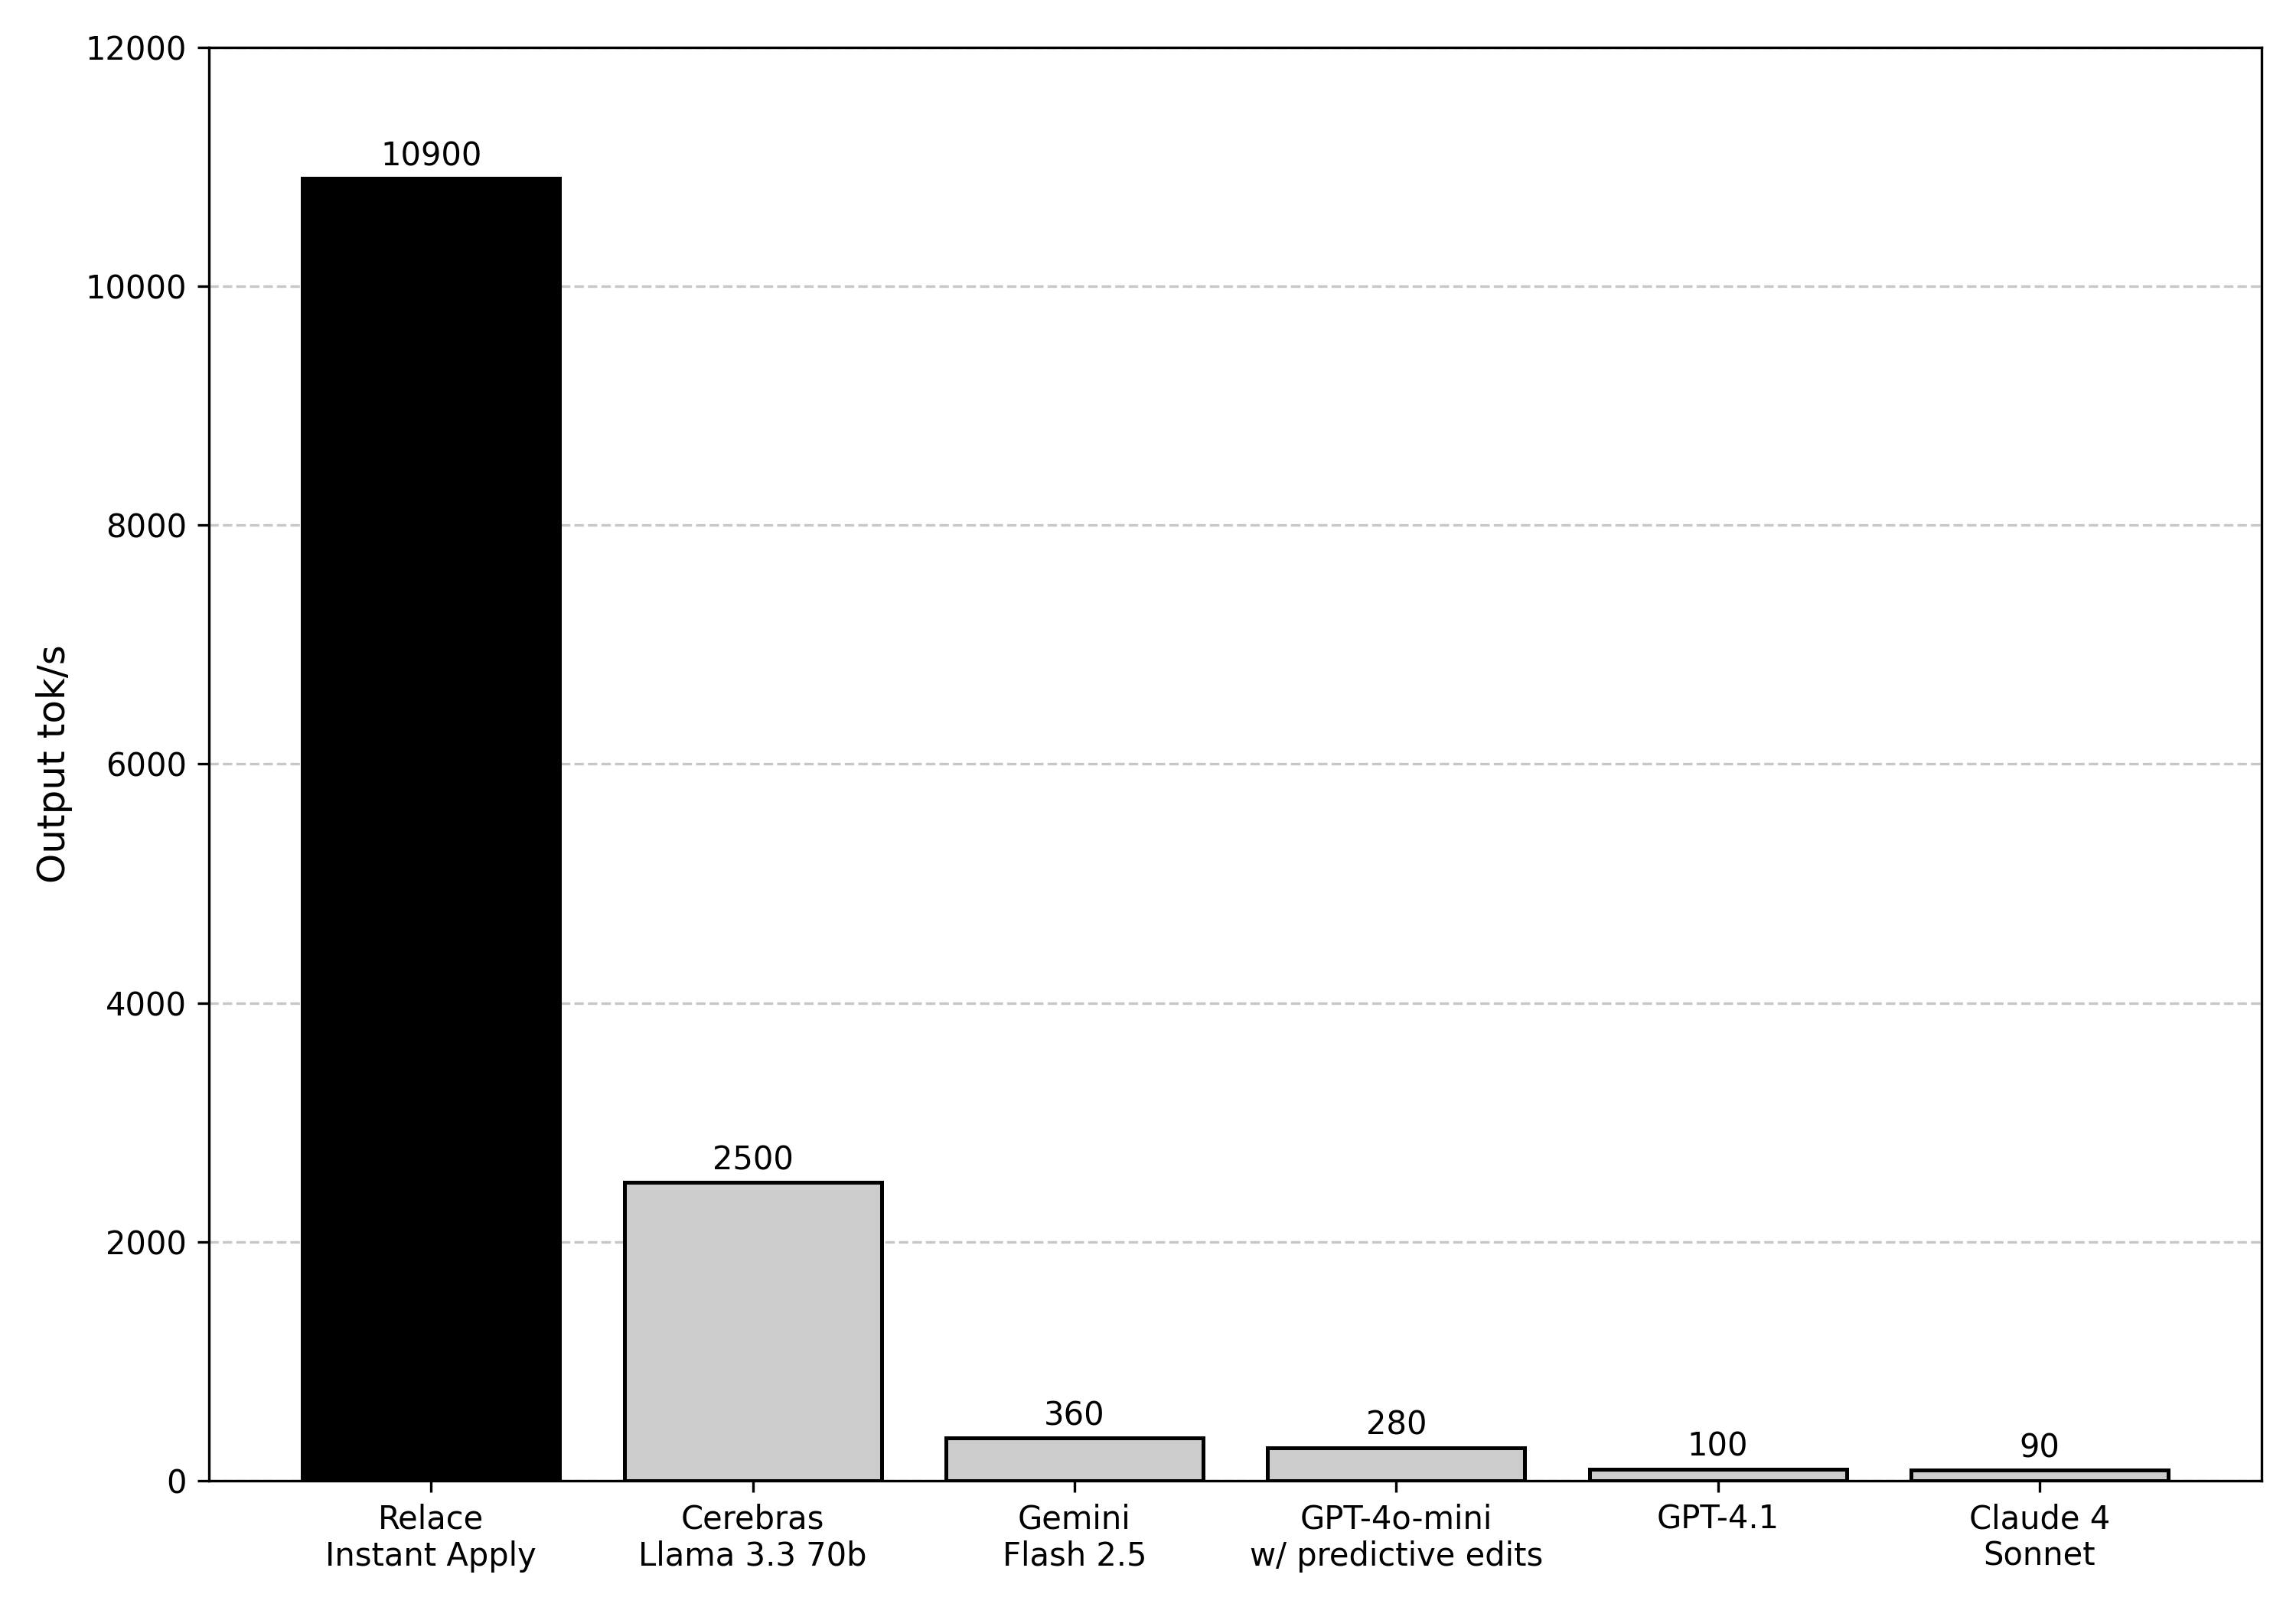 Output tok/s
12000
10000
8000
6000
4000
2000
0
10900
2500
360
280
100
90
Relace
Instant Apply
Cerebras
Llama 3.3 70b
Gemini
Flash 2.5
GPT-4o-mini
w/ predictive edits
GPT-4.1
Claude 4
Sonnet